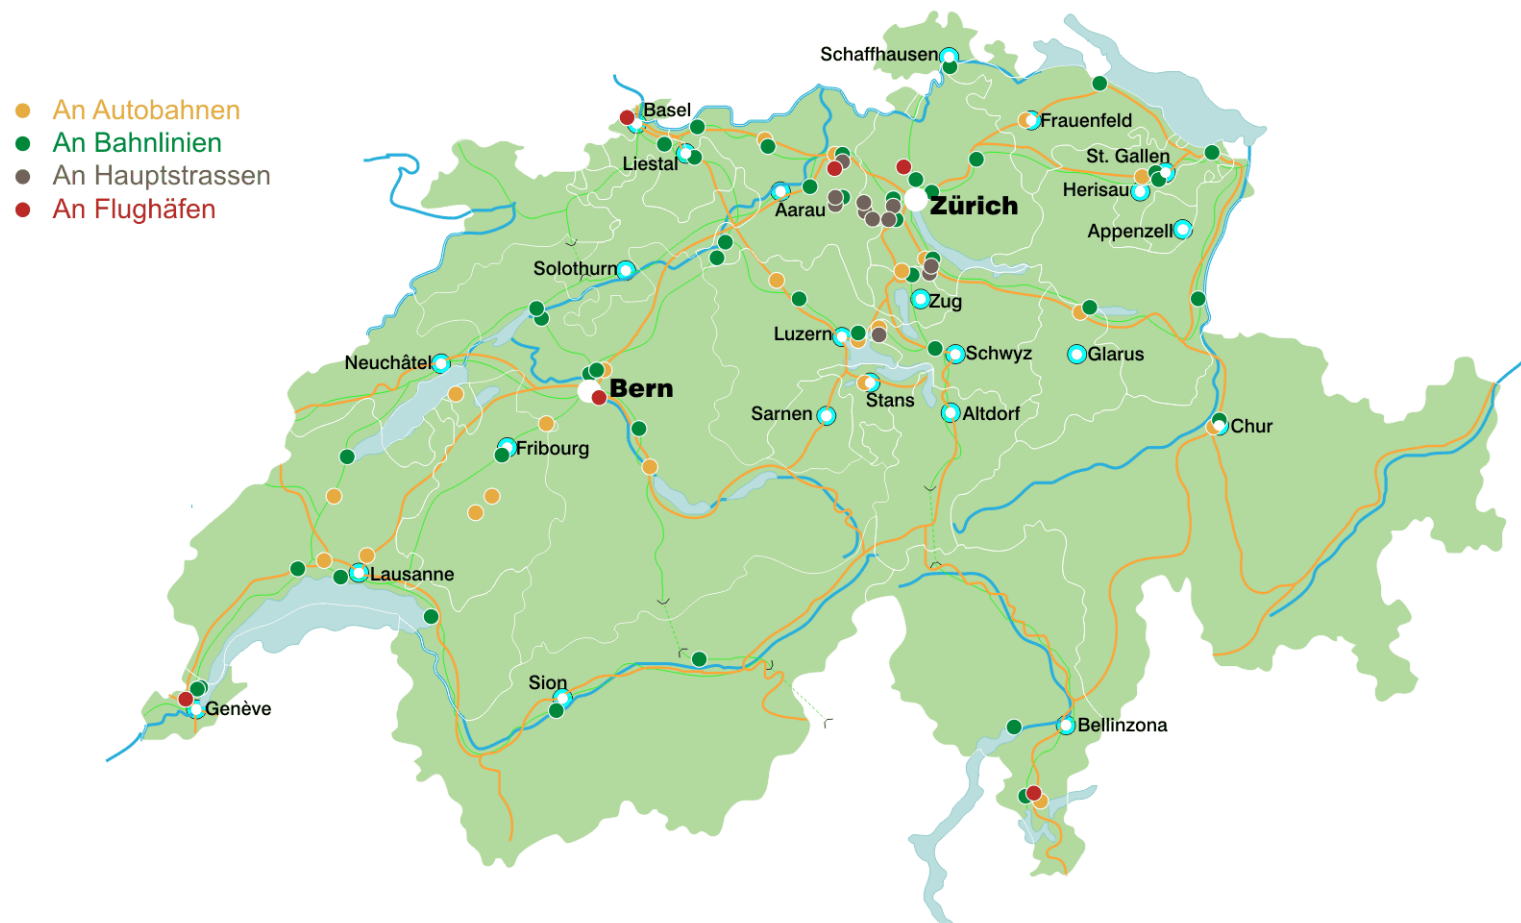 An Autobahnen
An Bahnlinien
An Hauptstrassen
An Flughäfen
Schaffhausen
Basel
Frauenfeld
Liestal
St. Gallen
Herisau
Aarau
Zürich
Appenzell
Solothurn
Zug
Luzern
Neuchâtel
Schwyz
Glarus
Bern
Stans
Sarnen
Altdorf
Chur
Fribourg
Lausanne
Sion
Genève
Bellinzona